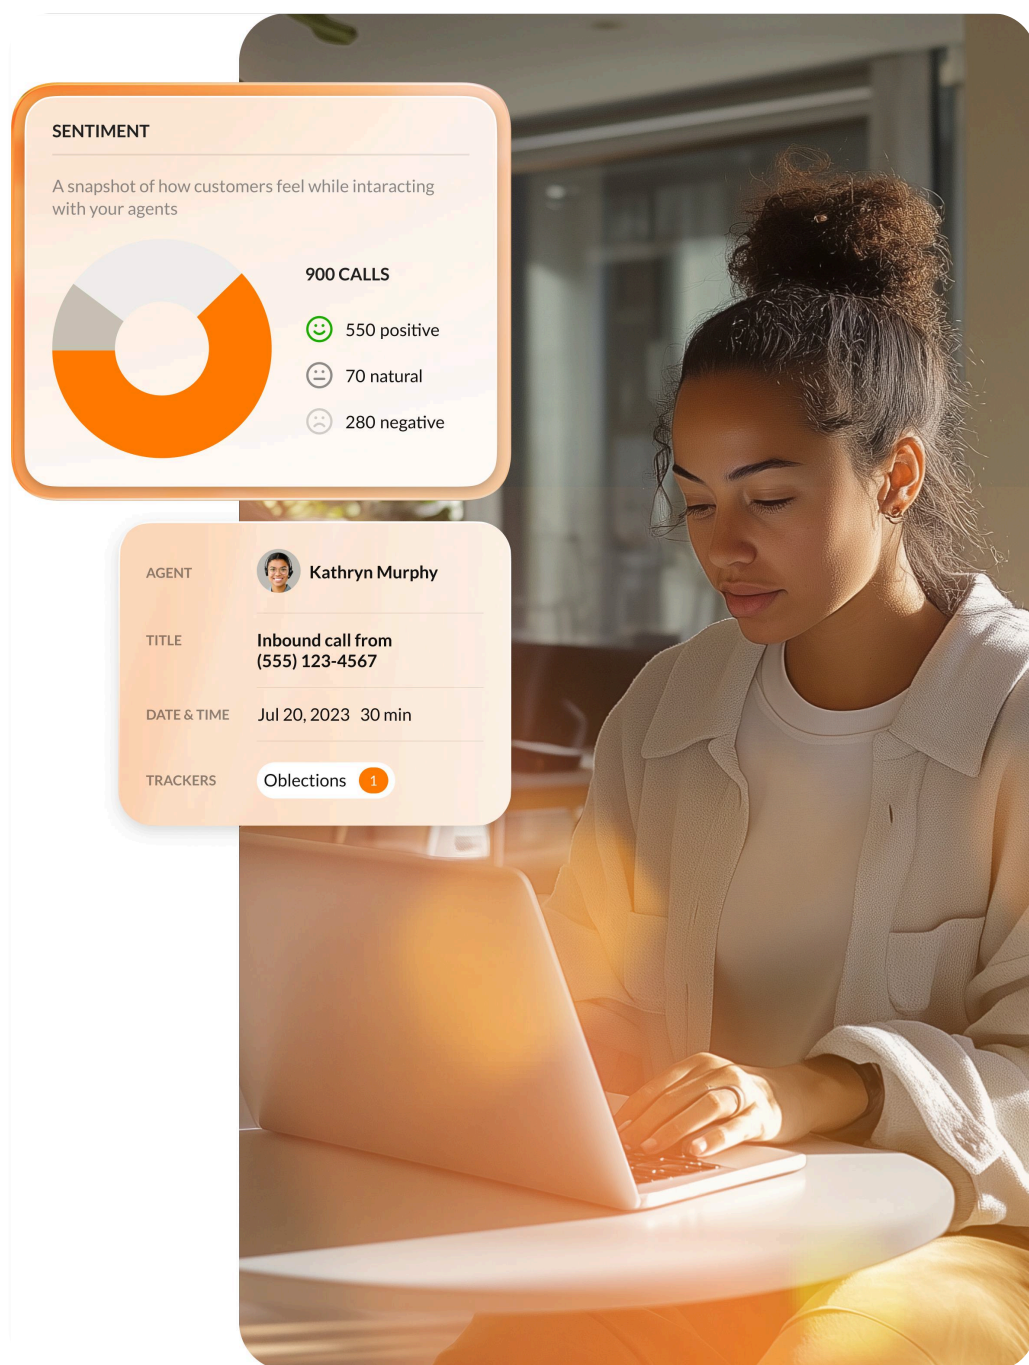 SENTIMENT
A snapshot of how customers feel while intaracting
with your agents
900 CALLS
550 positive
70 natural
280 negative
AGENT
Kathryn Murphy
TITLE
Inbound call from
(555) 123-4567
DATE & TIME
Jul 20, 2023 30 min
TRACKERS
Oblections 1